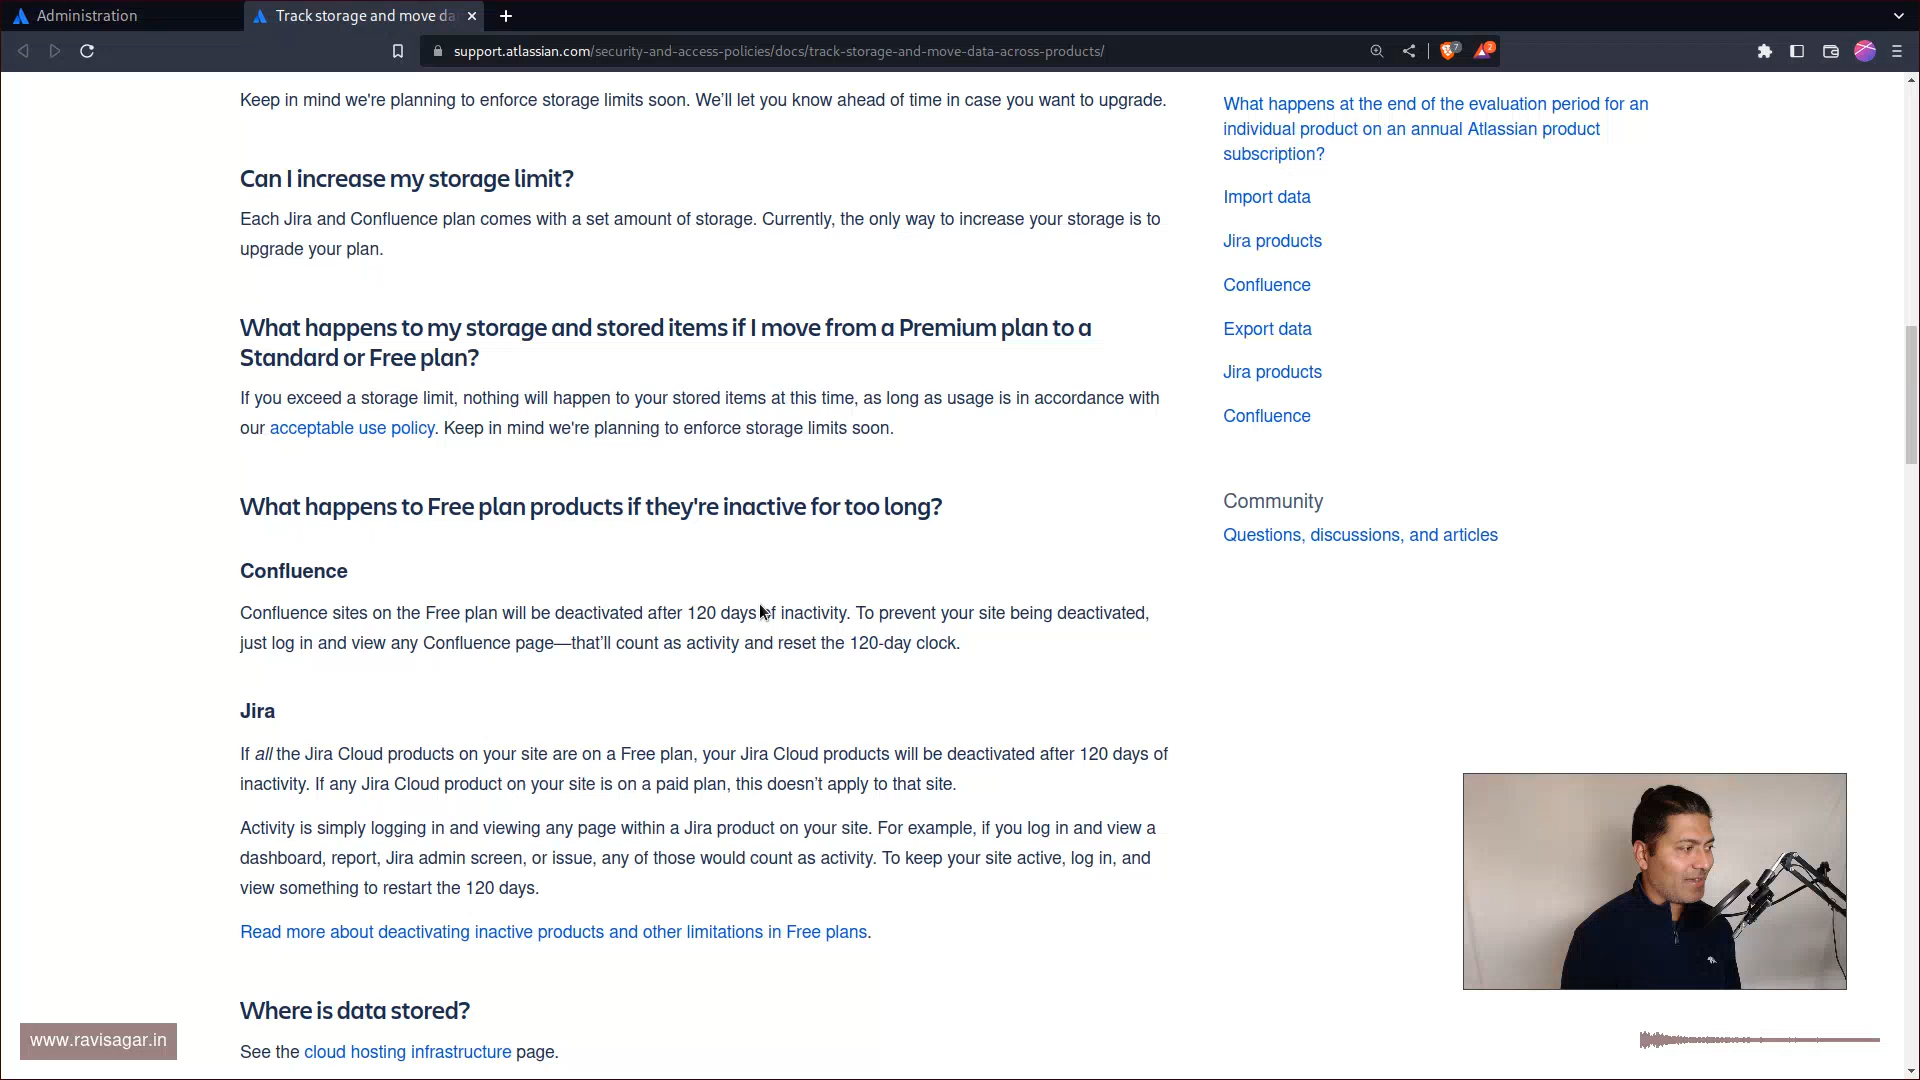 Administration
Track storage and move da
support.atlassian.com/security-and-access-policies/docs/track-storage-and-move-data-across-products/
7
2
Keep in mind we're planning to enforce storage limits soon. We’ll let you know ahead of time in case you want to upgrade.
Can I increase my storage limit?
Each Jira and Confluence plan comes with a set amount of storage. Currently, the only way to increase your storage is to
upgrade your plan.
What happens to my storage and stored items if I move from a Premium plan to a
Standard or Free plan?
If you exceed a storage limit, nothing will happen to your stored items at this time, as long as usage is in accordance with
our acceptable use policy. Keep in mind we're planning to enforce storage limits soon.
What happens to Free plan products if they're inactive for too long?
Confluence
Confluence sites on the Free plan will be deactivated after 120 days of inactivity. To prevent your site being deactivated,
just log in and view any Confluence page—that’ll count as activity and reset the 120-day clock.
Jira
If all the Jira Cloud products on your site are on a Free plan, your Jira Cloud products will be deactivated after 120 days of
inactivity. If any Jira Cloud product on your site is on a paid plan, this doesn’t apply to that site.
Activity is simply logging in and viewing any page within a Jira product on your site. For example, if you log in and view a
dashboard, report, Jira admin screen, or issue, any of those would count as activity. To keep your site active, log in, and
view something to restart the 120 days.
Read more about deactivating inactive products and other limitations in Free plans.
Where is data stored?
See the cloud hosting infrastructure page.
What happens at the end of the evaluation period for an
individual product on an annual Atlassian product
subscription?
Import data
Jira products
Confluence
Export data
Jira products
Confluence
Community
Questions, discussions, and articles
www.ravisagar.in